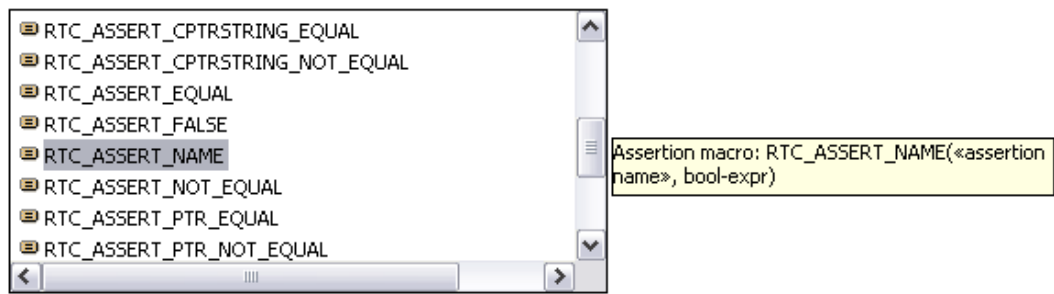 RTC_ASSERT_CPTRSTRING_EQUAL
RTC_ASSERT_CPTRSTRING_NOT_EQUAL
RTC_ASSERT_EQUAL
RTC_ASSERT_FALSE
RTC_ASSERT_NAME
RTC_ASSERT_NOT_EQUAL
RTC_ASSERT_PTR_EQUAL
RTC_ASSERT_PTR_NOT_EQUAL
Assertion macro: RTC_ASSERT_NAME(«assertion
name», bool-expr)